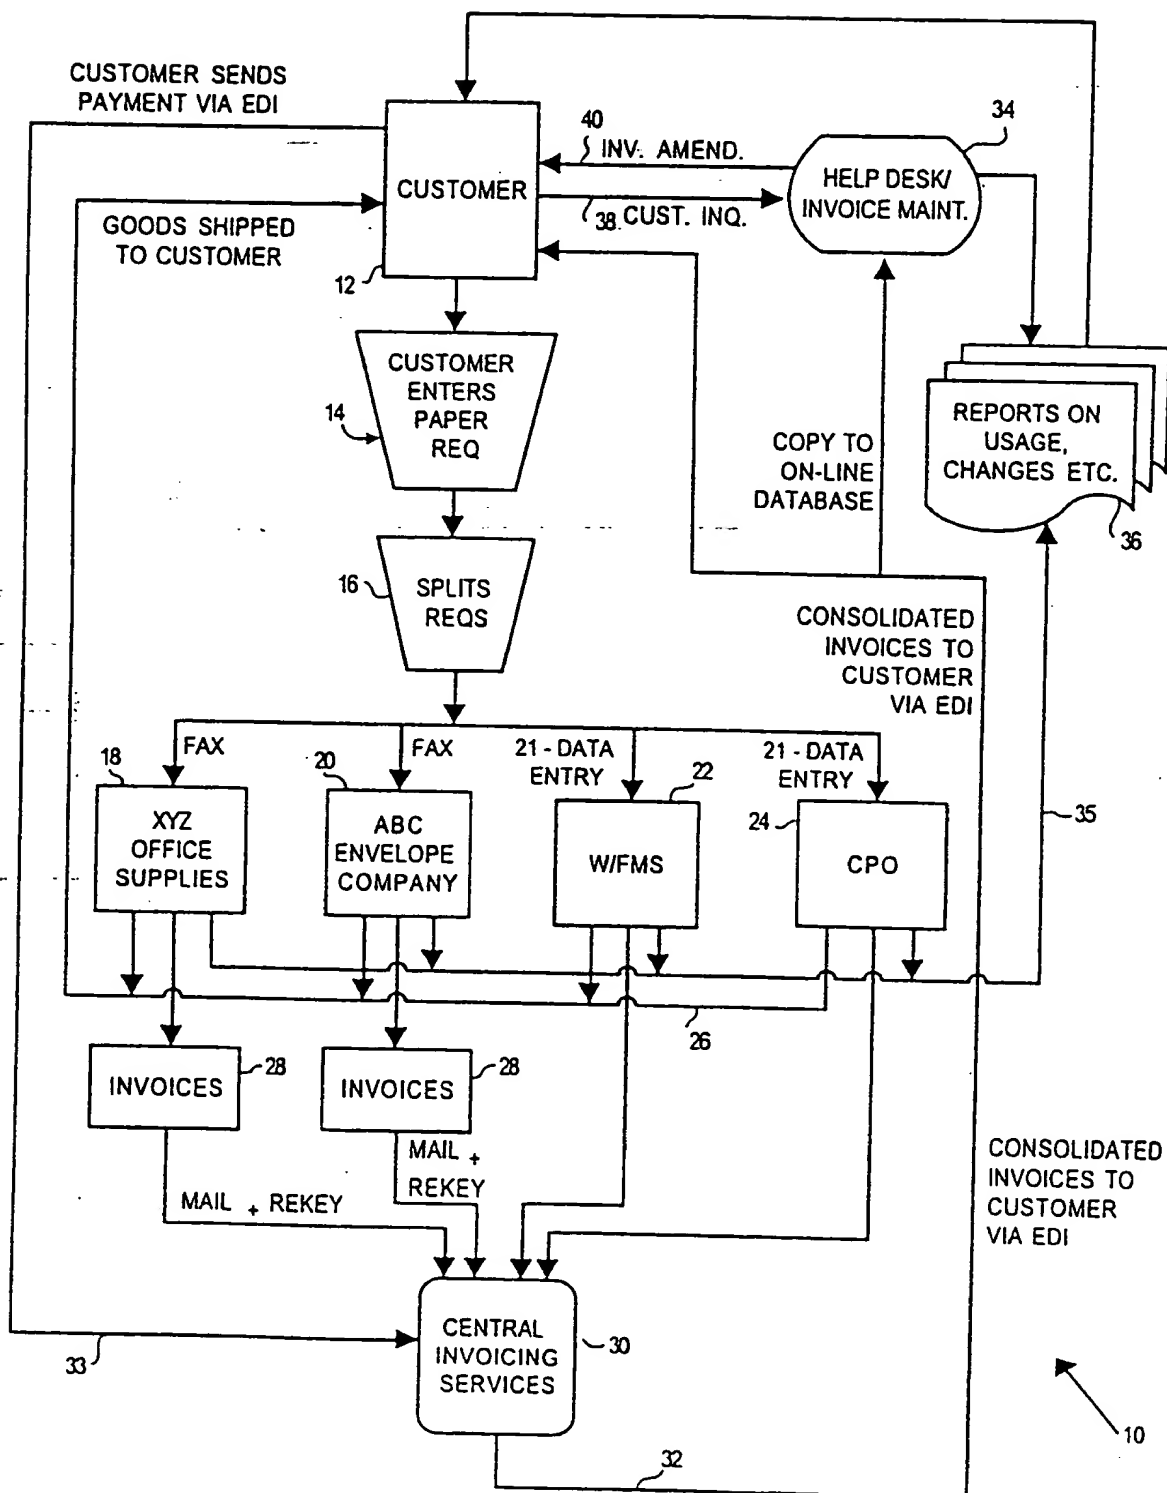 CUSTOMER SENDS
PAYMENT VIA EDI
40
INV. AMEND.
34
CUSTOMER
HELP DESK/
INVOICE MAINT.
38
CUST. INQ.
GOODS SHIPPED
TO CUSTOMER
12
CUSTOMER
ENTERS
PAPER
REQ
14
REPORTS ON
USAGE,
CHANGES ETC.
36
COPY TO
ON-LINE
DATABASE
16
SPLITS
REQS
CONSOLIDATED
INVOICES TO
CUSTOMER
VIA EDI
FAX
FAX
21 - DATA
ENTRY
21 - DATA
ENTRY
18
20
22
24
35
XYZ
OFFICE
SUPPLIES
ABC
ENVELOPE
COMPANY
W/FMS
CPO
26
INVOICES
28
INVOICES
28
MAIL +
REKEY
MAIL + REKEY
CONSOLIDATED
INVOICES TO
CUSTOMER
VIA EDI
CENTRAL
INVOICING
SERVICES
30
33
32
10